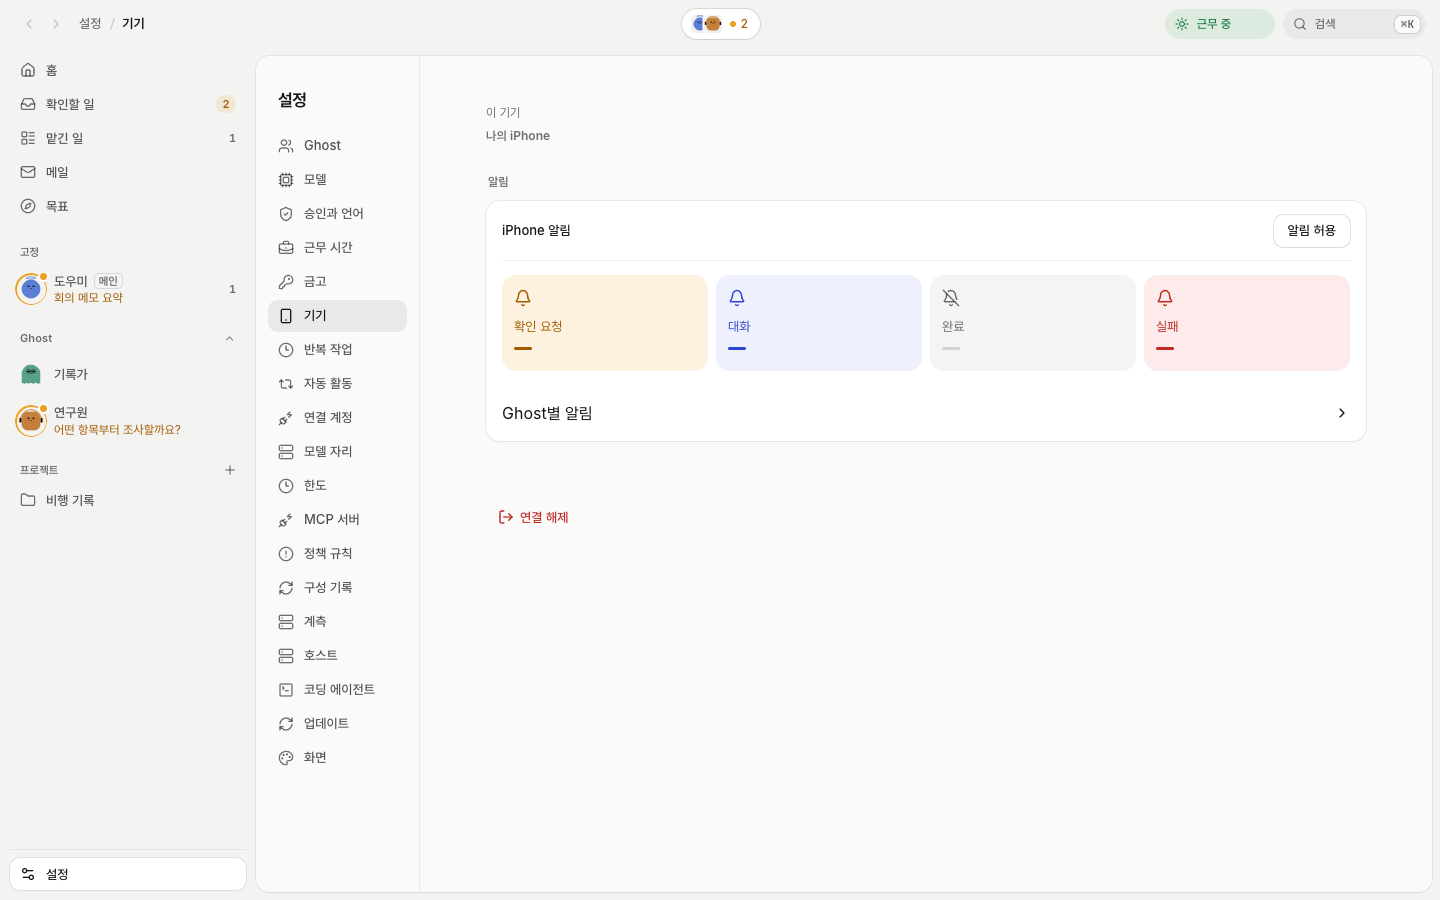 설정 / 기기
2
근무 중
검색
⌘K
홈
확인할 일
2
맡긴 일
1
메일
목표
고정
도우미
메인
회의 메모 요약
1
Ghost
기록가
연구원
어떤 항목부터 조사할까요?
프로젝트
비행 기록
설정
설정
Ghost
모델
승인과 언어
근무 시간
금고
기기
반복 작업
자동 활동
연결 계정
모델 자리
한도
MCP 서버
정책 규칙
구성 기록
계측
호스트
코딩 에이전트
업데이트
화면
이 기기
나의 iPhone
알림
iPhone 알림
알림 허용
확인 요청
대화
완료
실패
Ghost별 알림
연결 해제